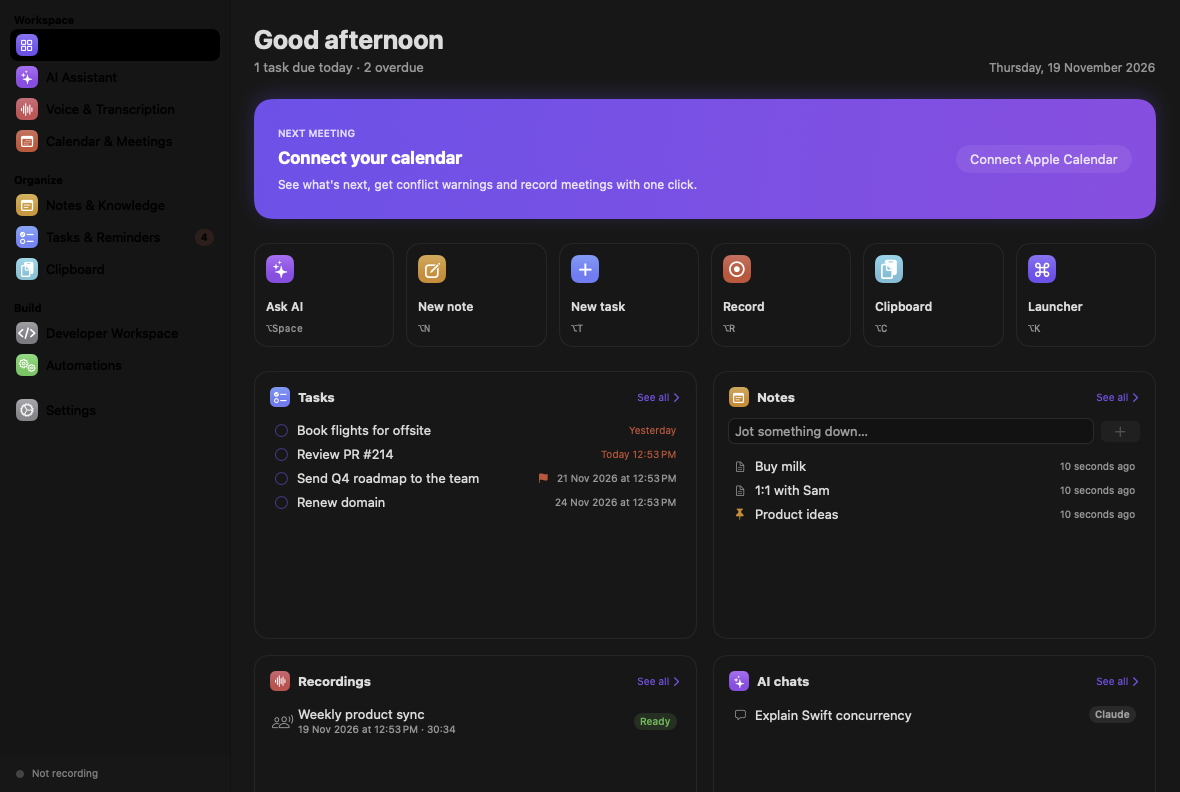 Workspace
AI Assistant
Voice & Transcription
Calendar & Meetings
Organize
Notes & Knowledge
Tasks & Reminders 4
Clipboard
Build
Developer Workspace
Automations
Settings
Not recording
Good afternoon
1 task due today · 2 overdue
Thursday, 19 November 2026
NEXT MEETING
Connect your calendar
See what's next, get conflict warnings and record meetings with one click.
Connect Apple Calendar
Ask AI
⌥Space
New note
⌥N
New task
⌥T
Record
⌥R
Clipboard
⌥C
Launcher
⌥K
Tasks See all
Book flights for offsite Yesterday
Review PR #214 Today 12:53 PM
Send Q4 roadmap to the team 21 Nov 2026 at 12:53 PM
Renew domain 24 Nov 2026 at 12:53 PM
Notes See all
Jot something down...
Buy milk 10 seconds ago
1:1 with Sam 10 seconds ago
Product ideas 10 seconds ago
Recordings See all
Weekly product sync
19 Nov 2026 at 12:53 PM · 30:34
Ready
AI chats See all
Explain Swift concurrency Claude